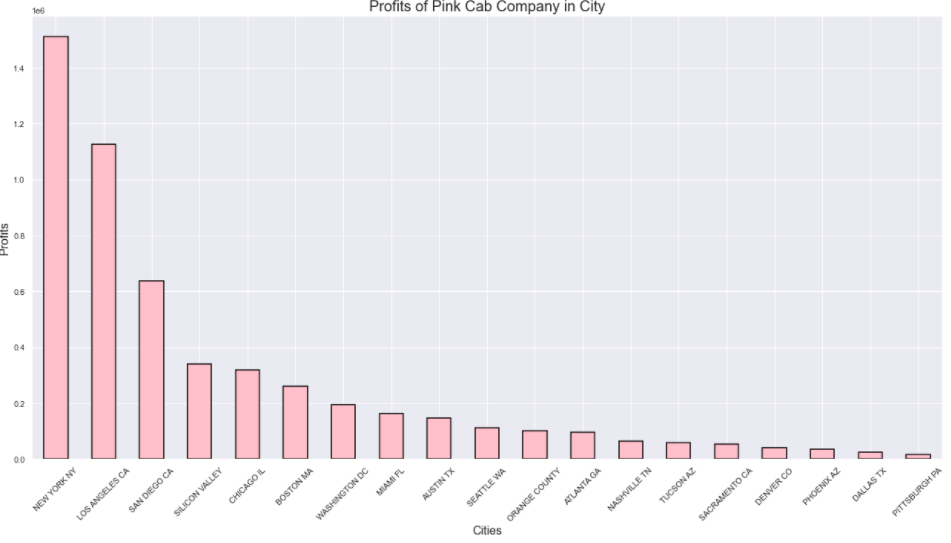 Profits of Pink Cab Company in City
1e6
1.4
1.2
1.0
0.8
0.6
0.4
0.2
0.0
Profits
NEW YORK NY
LOS ANGELES CA
SAN DIEGO CA
SILICON VALLEY
CHICAGO IL
BOSTON MA
WASHINGTON DC
MIAMI FL
AUSTIN TX
SEATTLE WA
ORANGE COUNTY
ATLANTA GA
NASHVILLE TN
TUCSON AZ
SACRAMENTO CA
DENVER CO
PHOENIX AZ
DALLAS TX
PITTSBURGH PA
Cities